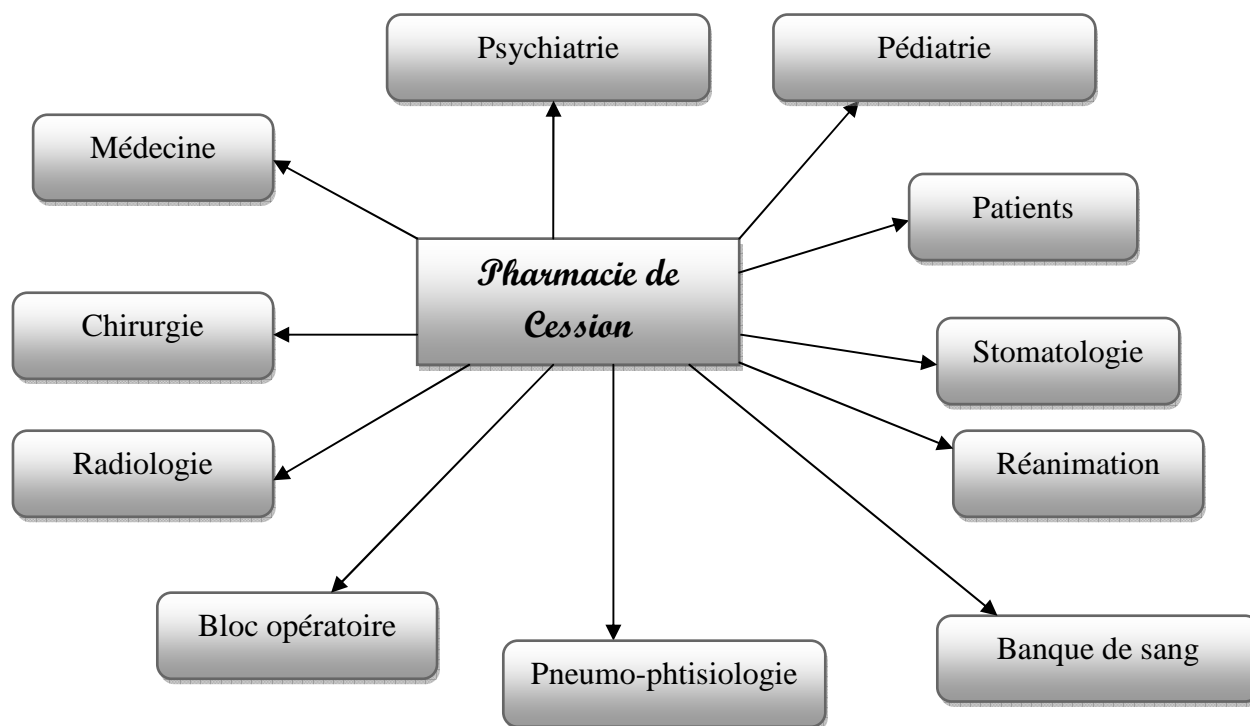 Psychiatrie
Pédiatrie
Médecine
Patients
Pharmacie de
Cession
Chirurgie
Stomatologie
Radiologie
Réanimation
Bloc opératoire
Pneumo-phtisiologie
Banque de sang